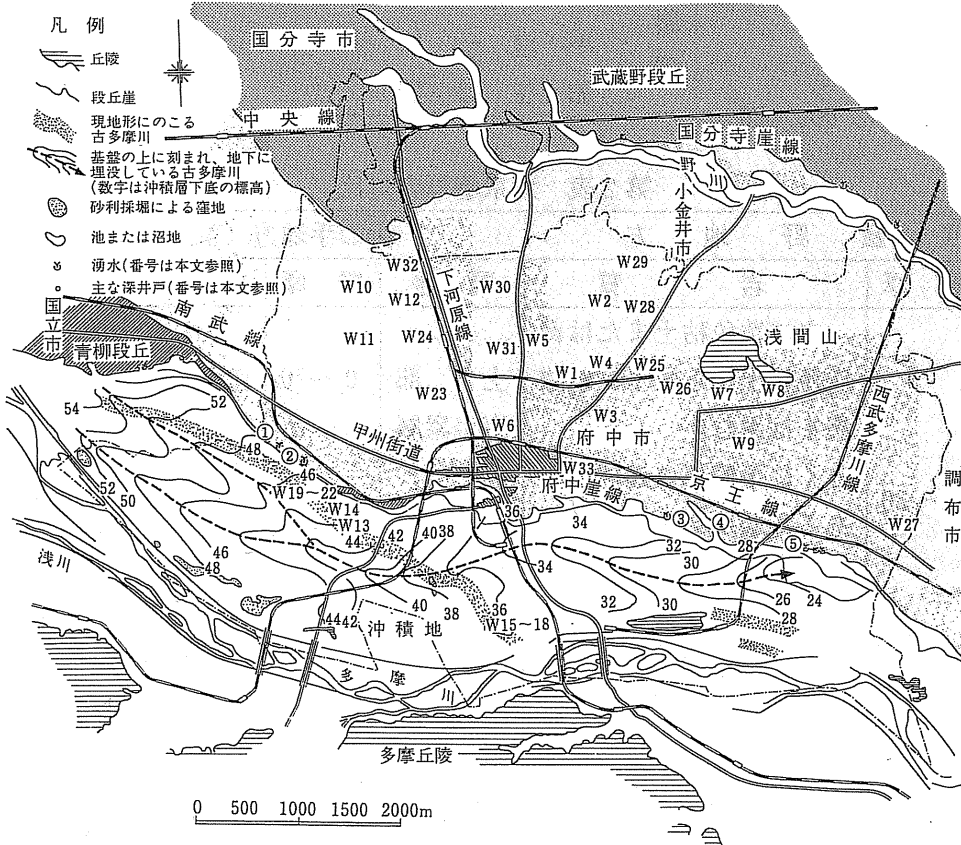 凡例
丘陵
段丘崖
現地形にのこる
古多摩川
基盤の上に刻まれ、地下に
埋没している古多摩川
(数字は沖積層下底の標高)
砂利採掘による窪地
池または沼地
湧水(番号は本文参照)
主な深井戸(番号は本文参照)
国分寺市
武蔵野段丘
中央線
国分寺崖線
野川
小金井市
下河原線
W32
W10
W12
W30
W29
W2
W28
W11
W24
W31
W5
浅間山
国立市
南武線
青柳段丘
W1
W4
W25
W26
W7
W8
西武多摩川線
W23
W3
W6
府中市
W9
甲州街道
W33
京王線
府中崖線
調布市
W27
54
52
①
48
②
46
W19～22
W14
W13
52
50
44
42
40
38
36
34
34
③
④
⑤
32
30
28
浅川
46
48
40
38
36
W15～18
32
30
26
24
28
44
42
沖積地
多摩川
多摩丘陵
0 500 1000 1500 2000m